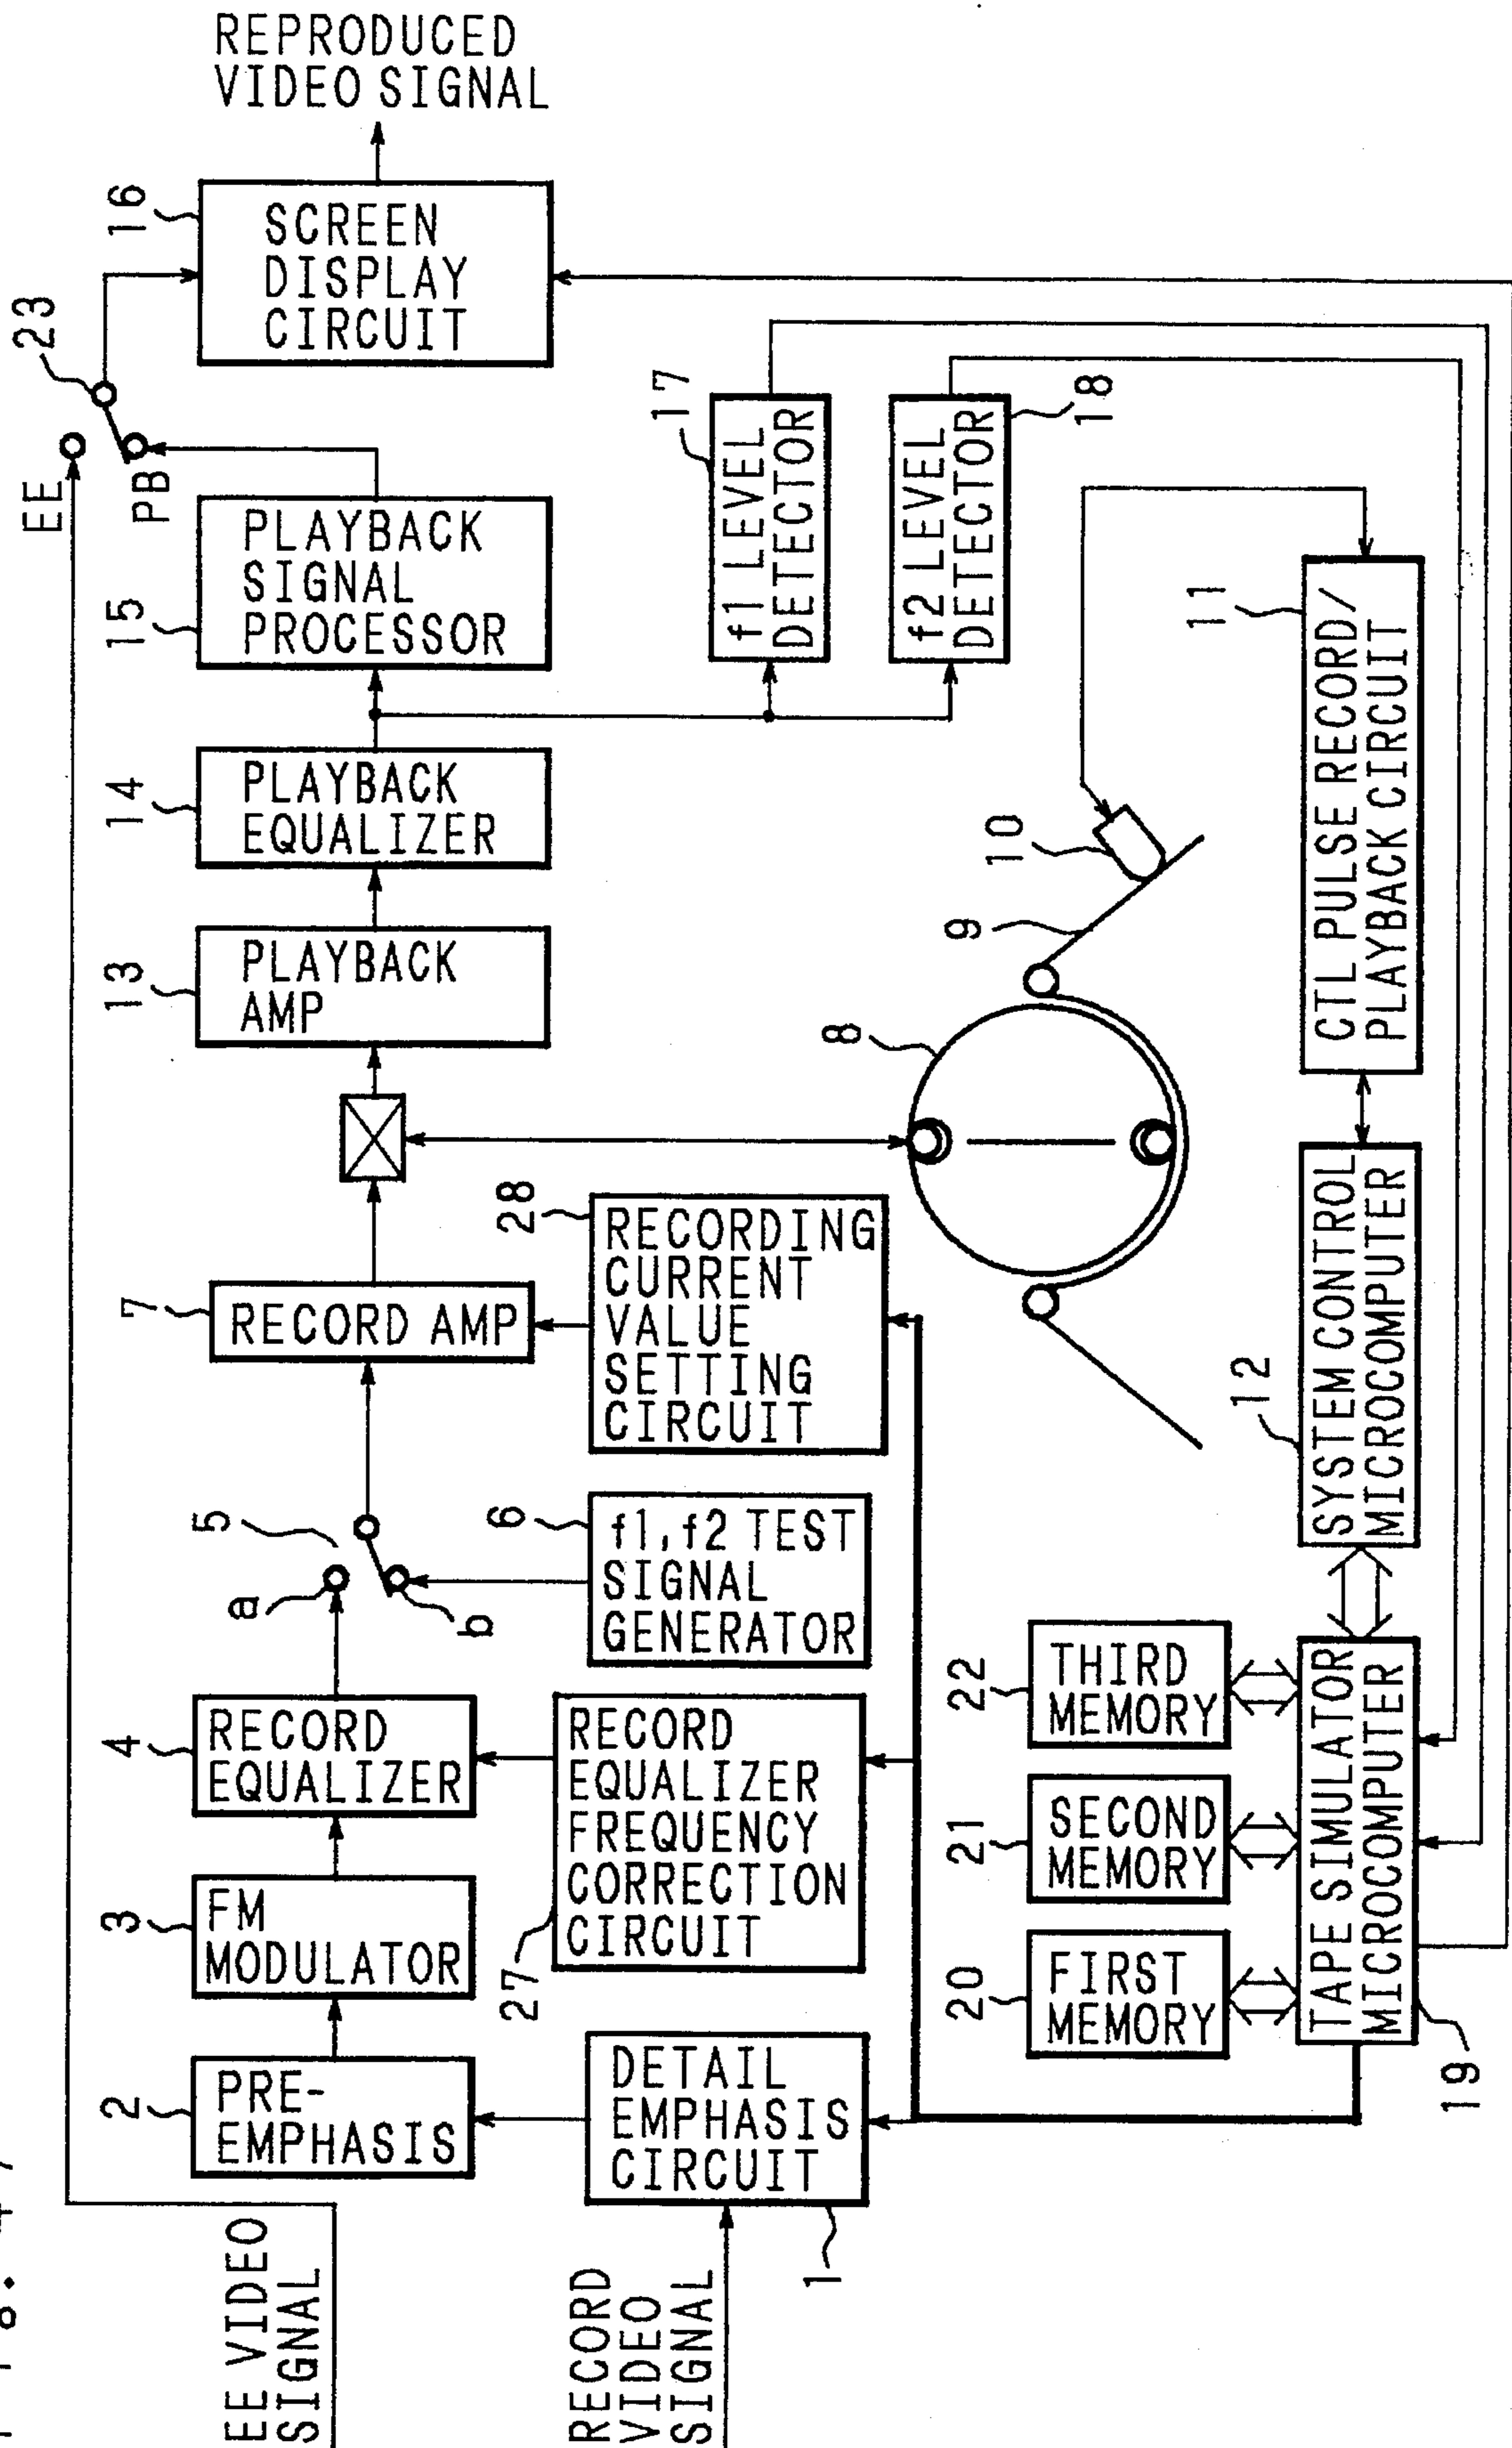 EE VIDEO
SIGNAL
RECORD
VIDEO
SIGNAL
1
DETAIL
EMPHASIS
CIRCUIT
2
PRE-
EMPHASIS
3
FM
MODULATOR
4
RECORD
EQUALIZER
27
RECORD
EQUALIZER
FREQUENCY
CORRECTION
CIRCUIT
a
b
5
6
f1, f2 TEST
SIGNAL
GENERATOR
7
RECORD AMP
28
RECORDING
CURRENT
VALUE
SETTING
CIRCUIT
8
9
10
13
PLAYBACK
AMP
14
PLAYBACK
EQUALIZER
15
PLAYBACK
SIGNAL
PROCESSOR
EE
PB
23
16
SCREEN
DISPLAY
CIRCUIT
REPRODUCED
VIDEO SIGNAL
17
f1 LEVEL
DETECTOR
f2 LEVEL
DETECTOR
18
20
FIRST
MEMORY
21
SECOND
MEMORY
22
THIRD
MEMORY
TAPE SIMULATOR
MICROCOMPUTER
19
12
SYSTEM CONTROL
MICROCOMPUTER
11
CTL PULSE RECORD/
PLAYBACK CIRCUIT